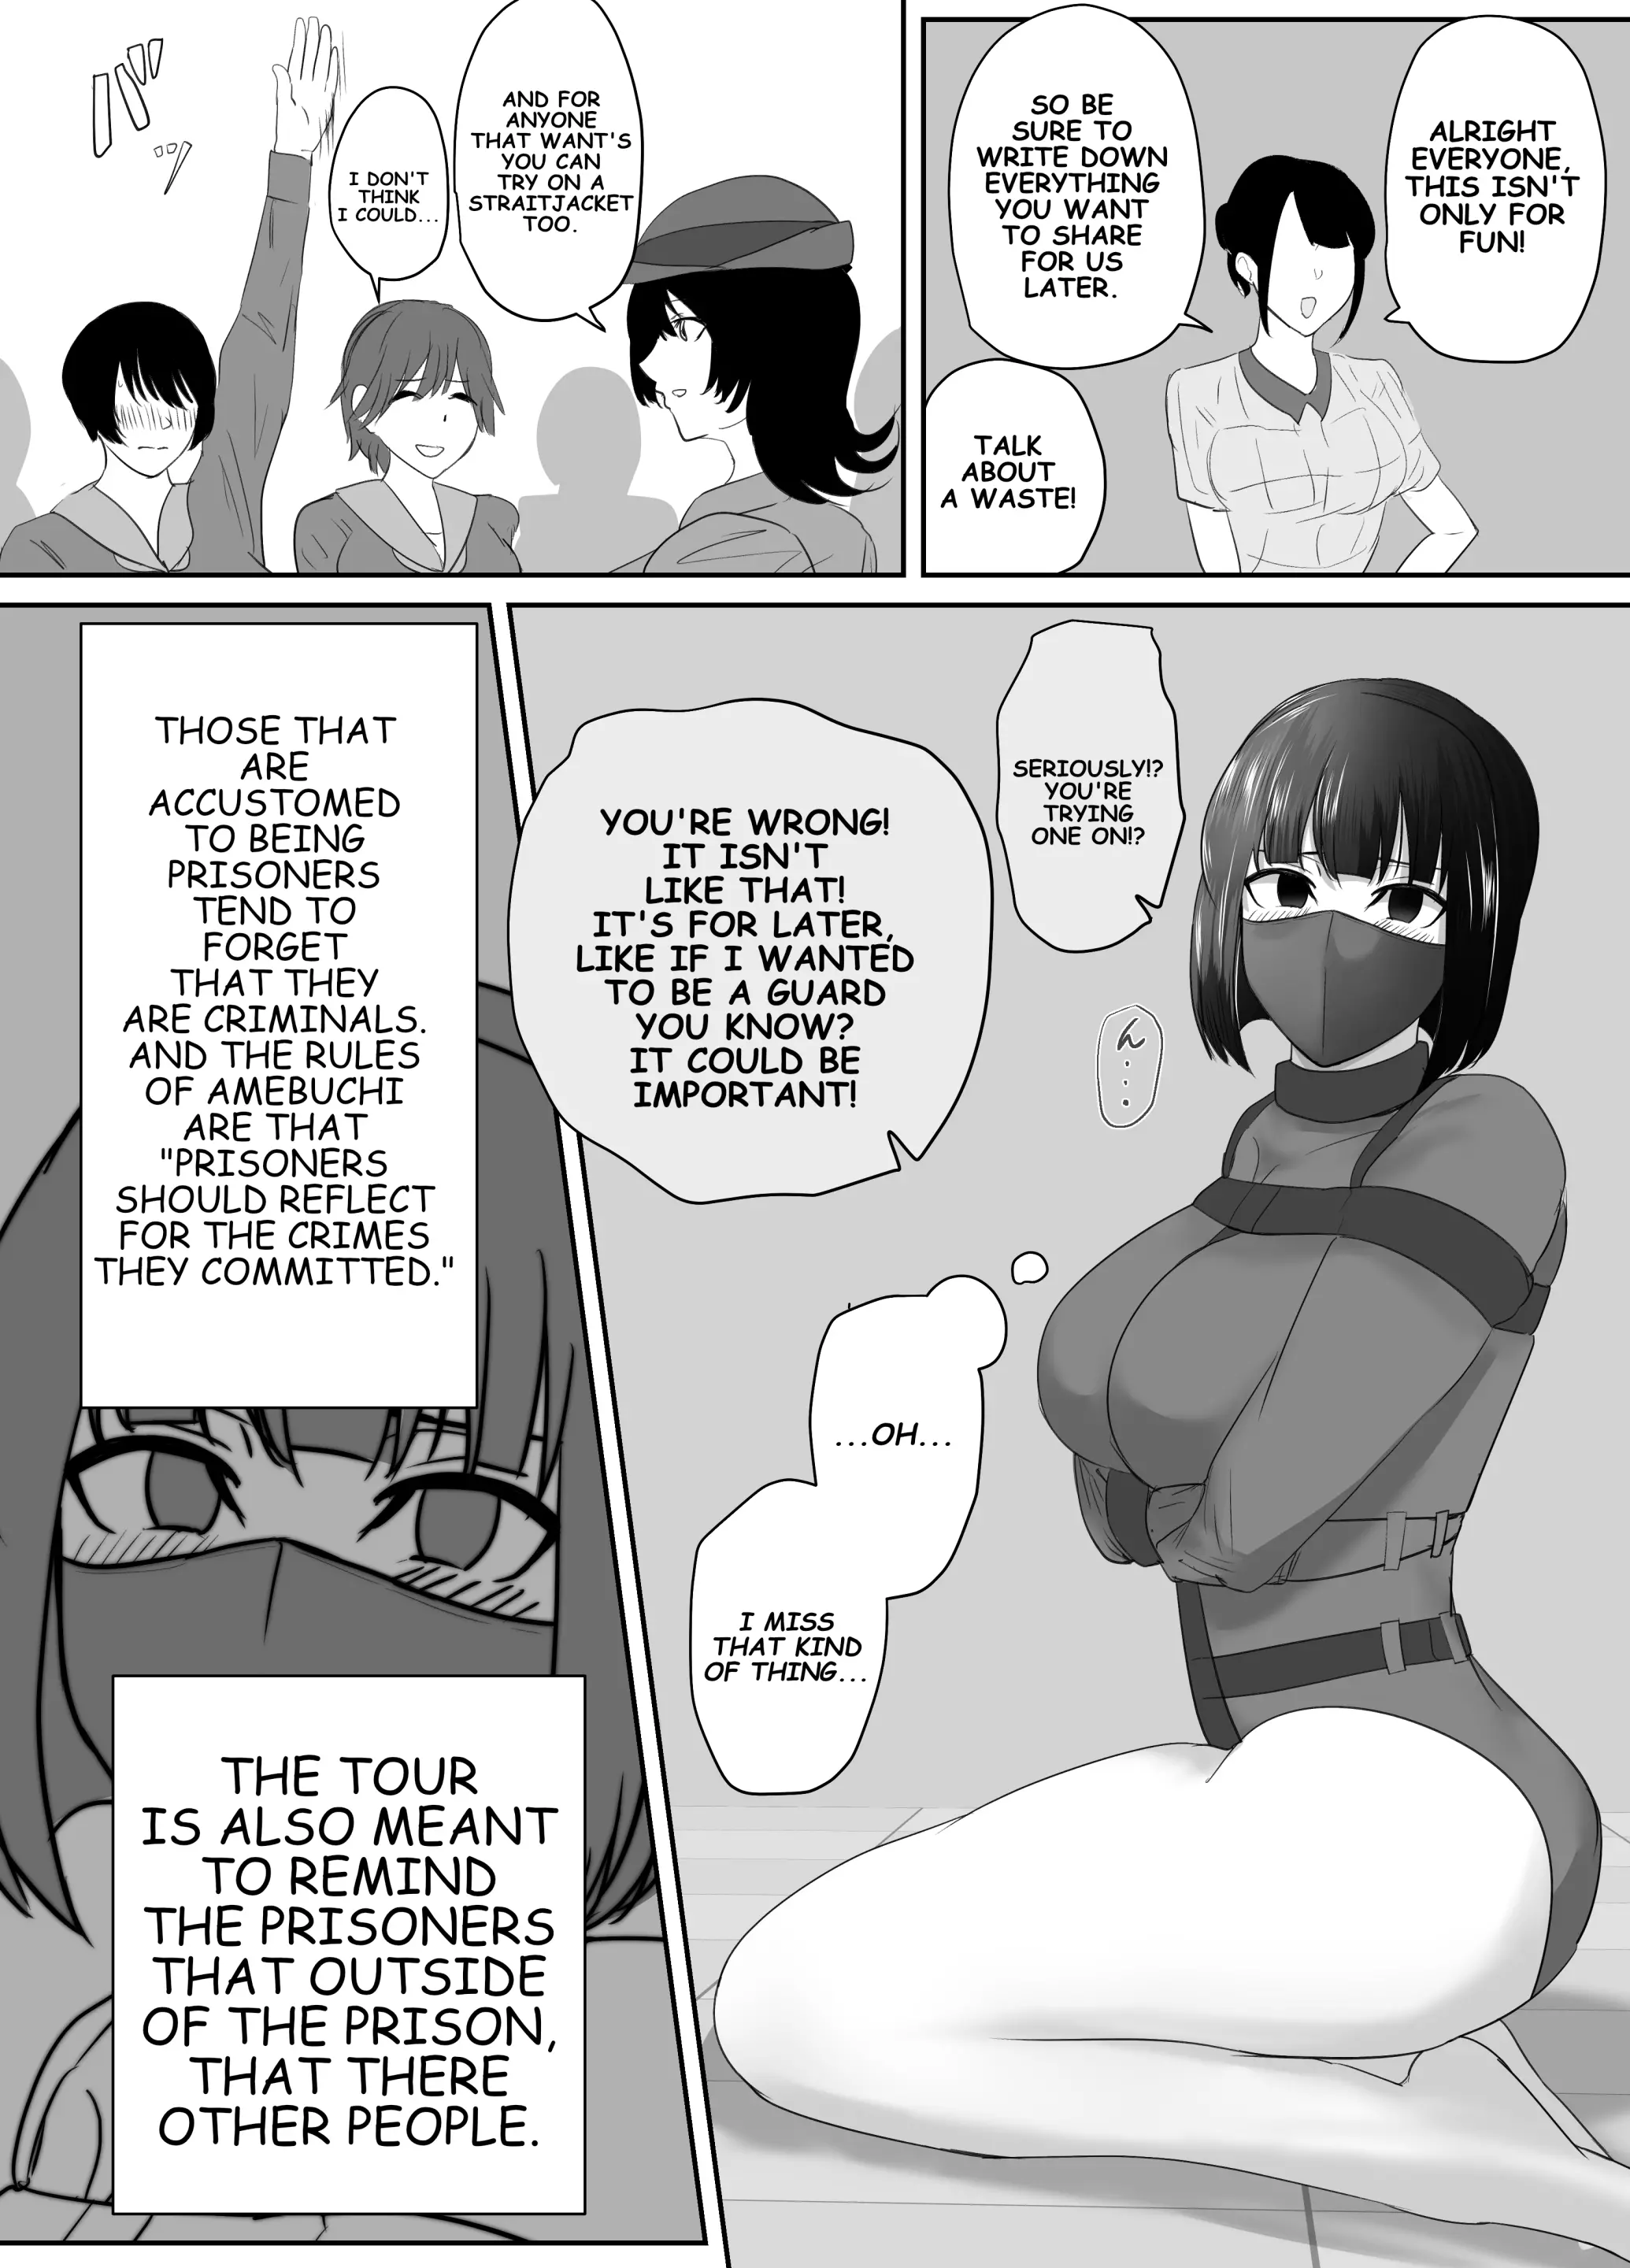 ALRIGHT
EVERYONE,
THIS ISN'T
ONLY FOR
FUN!
SO BE
SURE TO
WRITE DOWN
EVERYTHING
YOU WANT
TO SHARE
FOR US
LATER.
TALK
ABOUT
A WASTE!
AND FOR
ANYONE
THAT WANT'S
YOU CAN
TRY ON A
STRAITJACKET
TOO.
I DON'T
THINK
I COULD...
SERIOUSLY!?
YOU'RE
TRYING
ONE ON!?
YOU'RE WRONG!
IT ISN'T
LIKE THAT!
IT'S FOR LATER,
LIKE IF I WANTED
TO BE A GUARD
YOU KNOW?
IT COULD BE
IMPORTANT!
ん...
...OH...
I MISS
THAT KIND
OF THING...
THOSE THAT
ARE
ACCUSTOMED
TO BEING
PRISONERS
TEND TO
FORGET
THAT THEY
ARE CRIMINALS.
AND THE RULES
OF AMEBUCHI
ARE THAT
"PRISONERS
SHOULD REFLECT
FOR THE CRIMES
THEY COMMITTED."
THE TOUR
IS ALSO MEANT
TO REMIND
THE PRISONERS
THAT OUTSIDE
OF THE PRISON,
THAT THERE
OTHER PEOPLE.